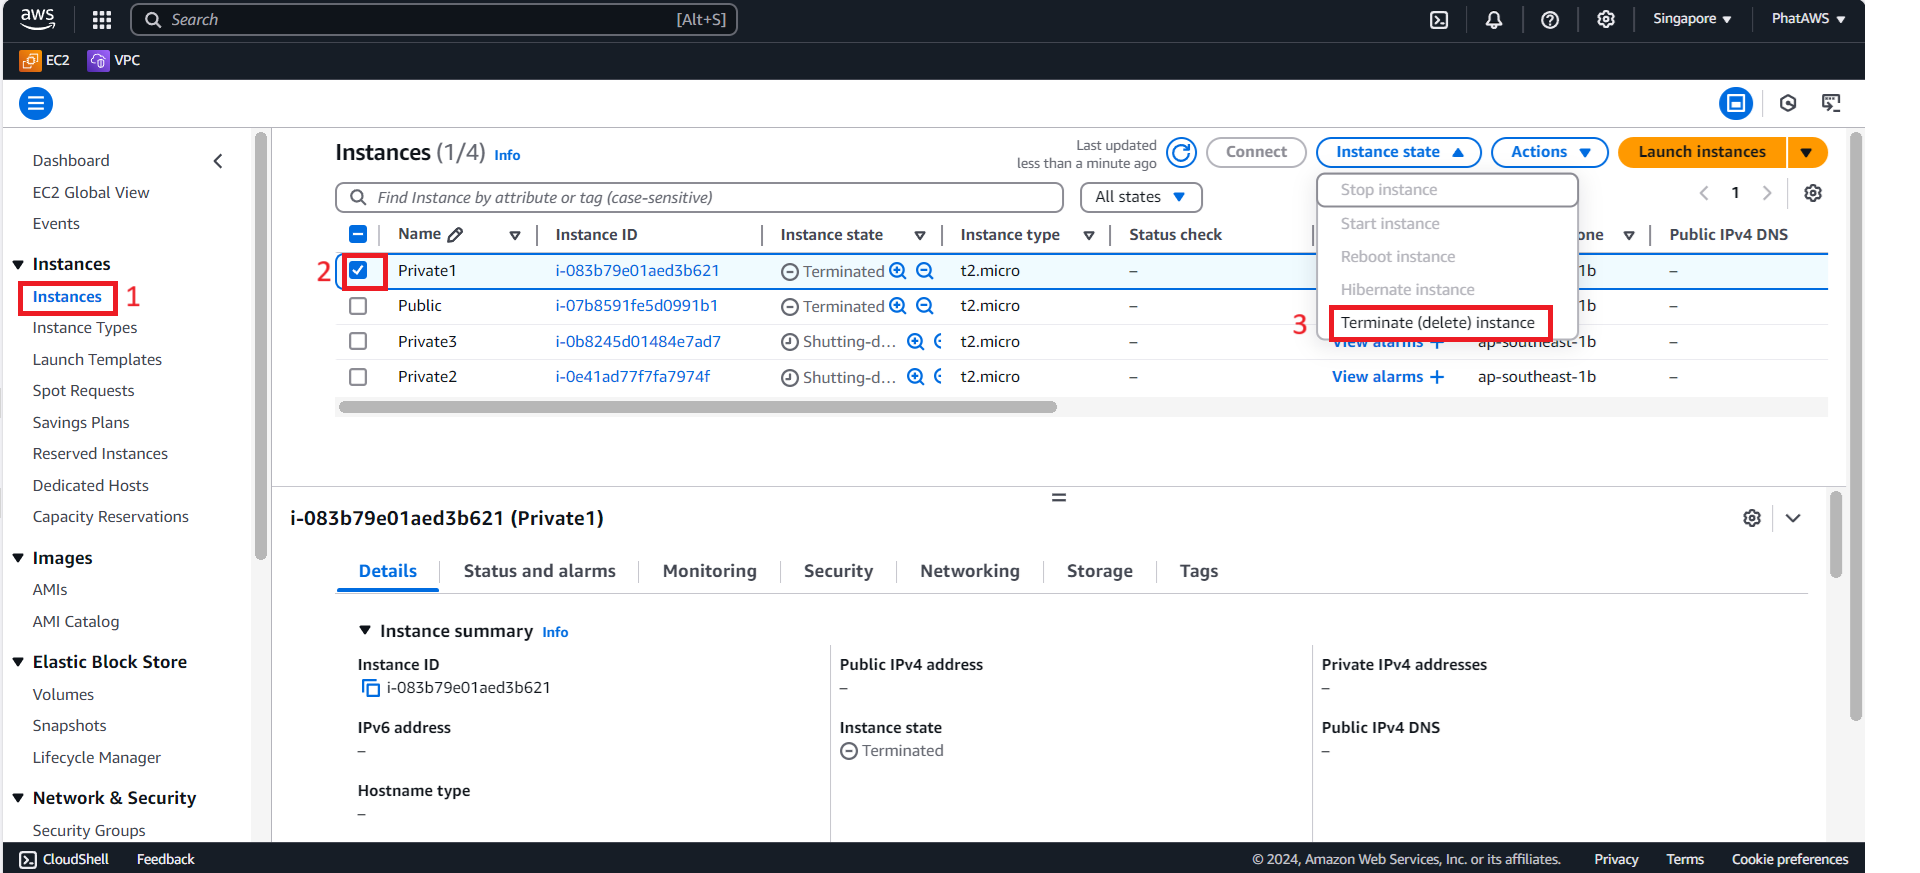 aws Search [Alt+S] Singapore ▼ PhatAWS ▼
EC2 VPC
Dashboard
EC2 Global View
Events
Instances
Instances 1
Instance Types
Launch Templates
Spot Requests
Savings Plans
Reserved Instances
Dedicated Hosts
Capacity Reservations
Images
AMIs
AMI Catalog
Elastic Block Store
Volumes
Snapshots
Lifecycle Manager
Network & Security
Security Groups
Instances (1/4) Info
Last updated
less than a minute ago
Connect Instance state Actions Launch instances
Find Instance by attribute or tag (case-sensitive) All states
1
Stop instance
Start instance
Reboot instance
Hibernate instance
3 Terminate (delete) instance
Name Instance ID Instance state Instance type Status check one Public IPv4 DNS
2 Private1 i-083b79e01aed3b621 Terminated t2.micro – 1b –
Public i-07b8591fe5d0991b1 Terminated t2.micro – 1b –
Private3 i-0b8245d01484e7ad7 Shutting-d... t2.micro – View alarms + ap-southeast-1b –
Private2 i-0e41ad77f7fa7974f Shutting-d... t2.micro – View alarms + ap-southeast-1b –
i-083b79e01aed3b621 (Private1)
Details Status and alarms Monitoring Security Networking Storage Tags
Instance summary Info
Instance ID
i-083b79e01aed3b621
IPv6 address
–
Hostname type
–
Public IPv4 address
–
Instance state
Terminated
Private IPv4 addresses
–
Public IPv4 DNS
–
CloudShell Feedback © 2024, Amazon Web Services, Inc. or its affiliates. Privacy Terms Cookie preferences